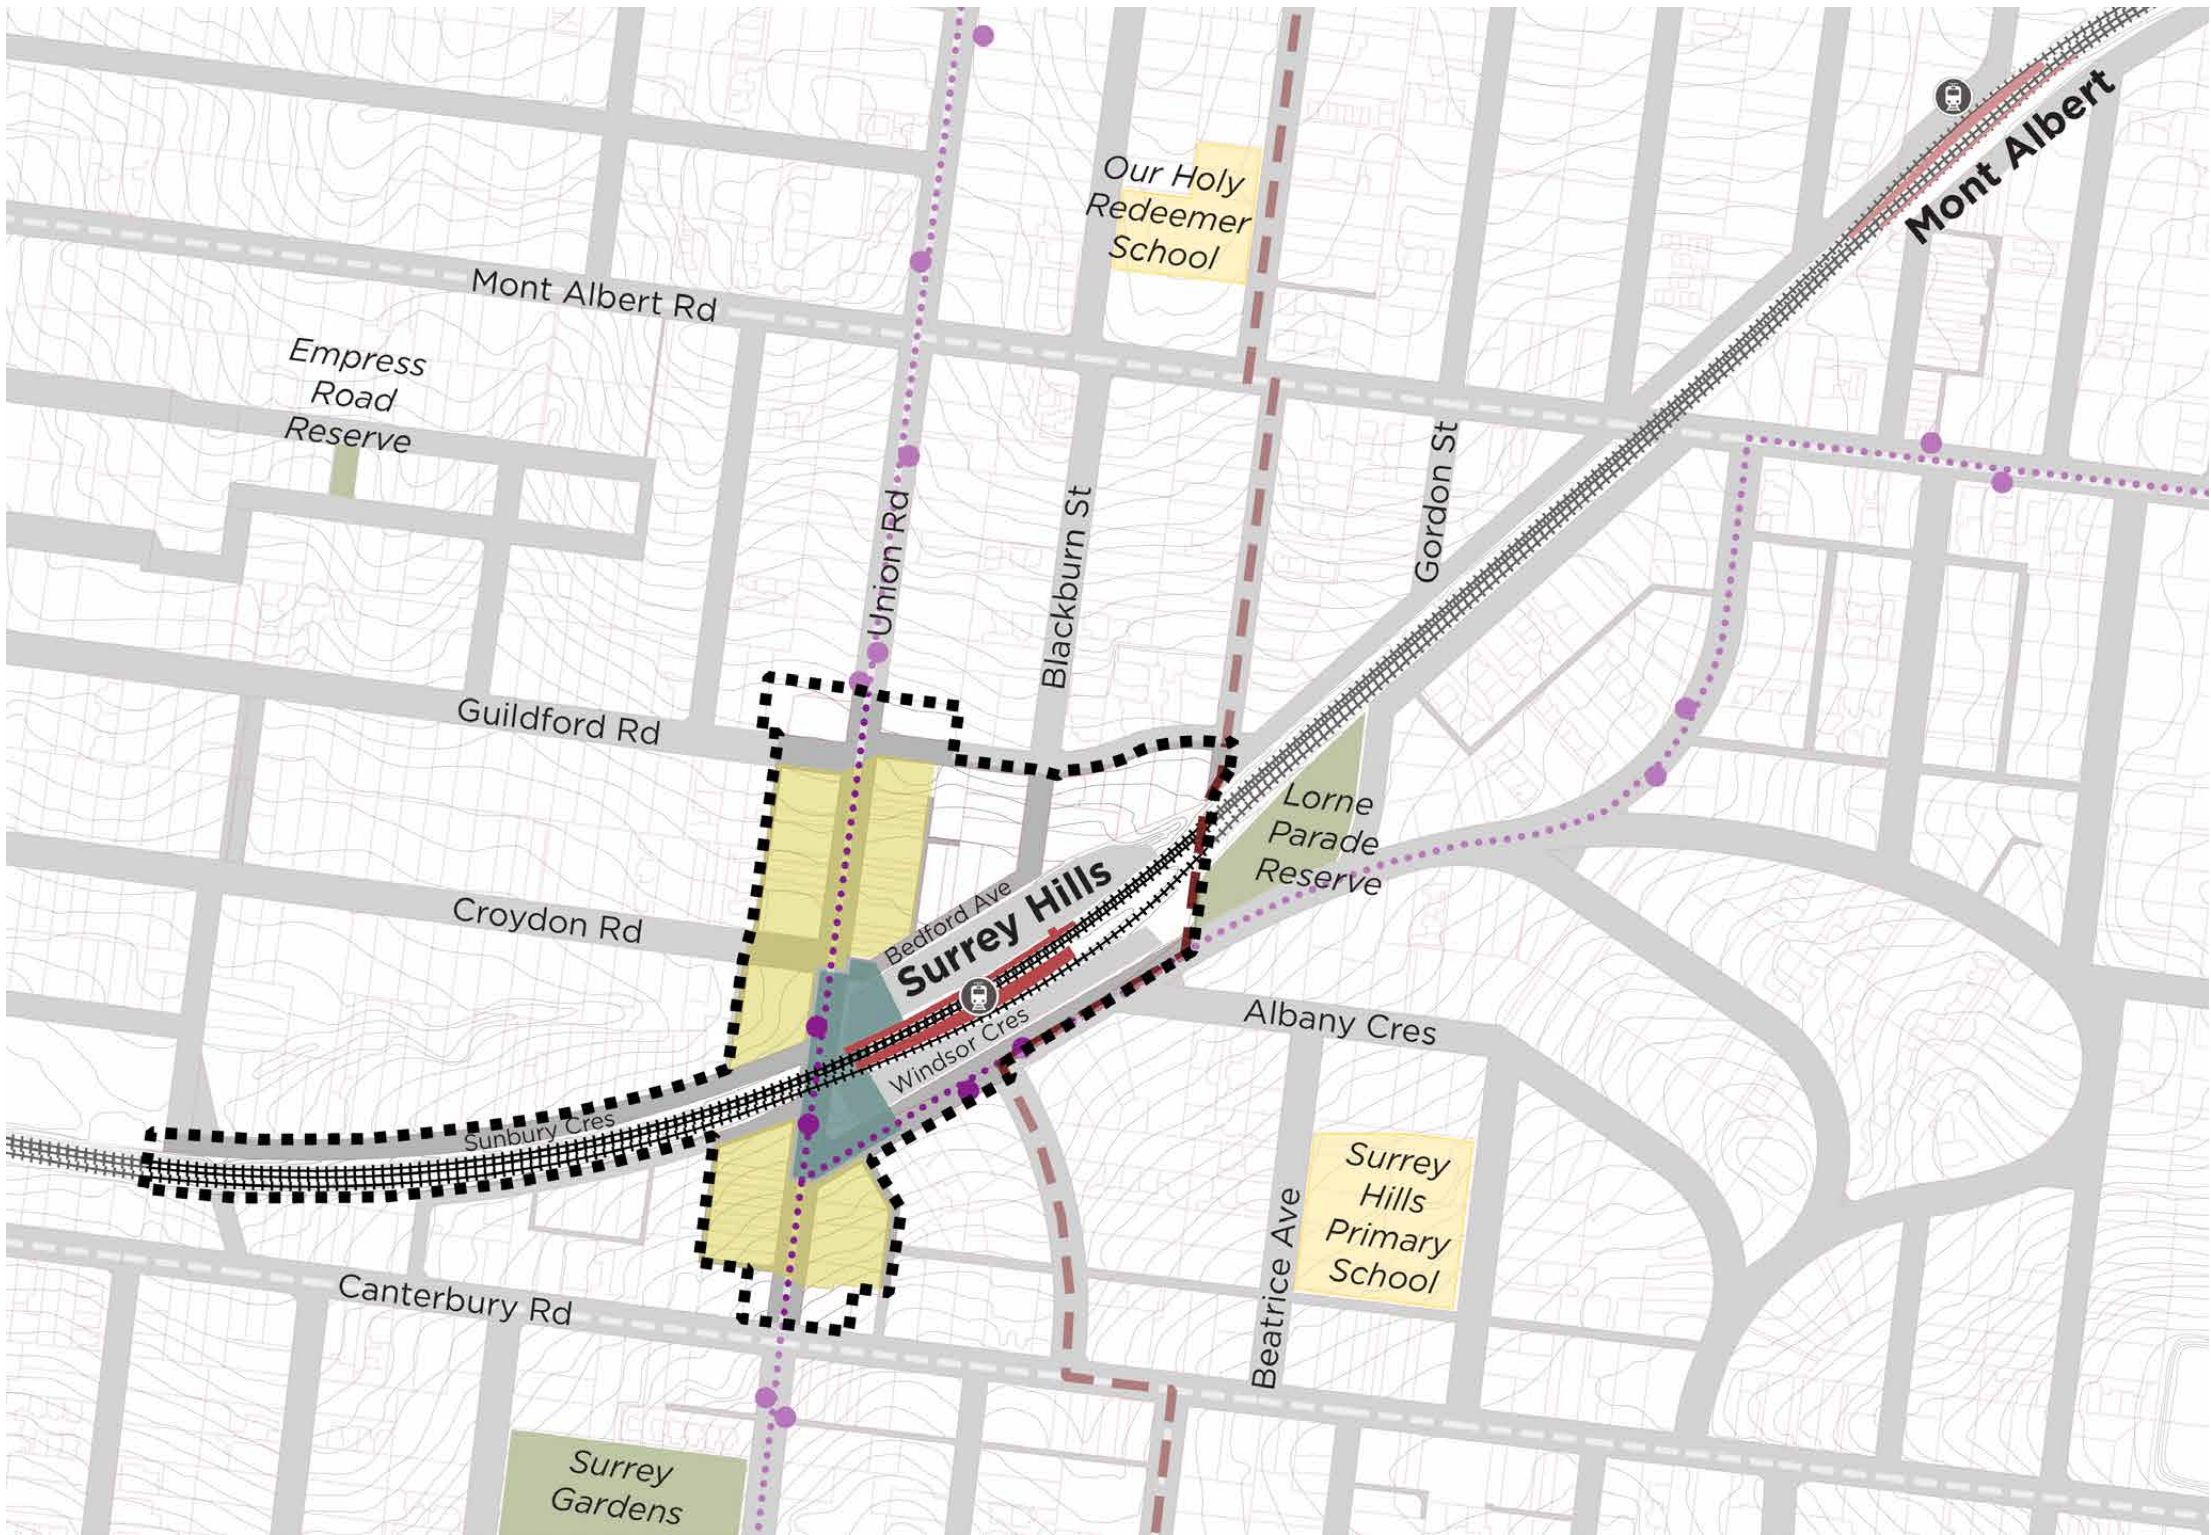 Mont Albert
Our Holy
Redeemer
School
Mont Albert Rd
Empress
Road
Reserve
Gordon St
Union Rd
Blackburn St
Guildford Rd
Lorne
Parade
Reserve
Bedford Ave
Surrey Hills
Croydon Rd
Windsor Cres
Albany Cres
Sunbury Cres
Surrey
Hills
Primary
School
Beatrice Ave
Canterbury Rd
Surrey
Gardens